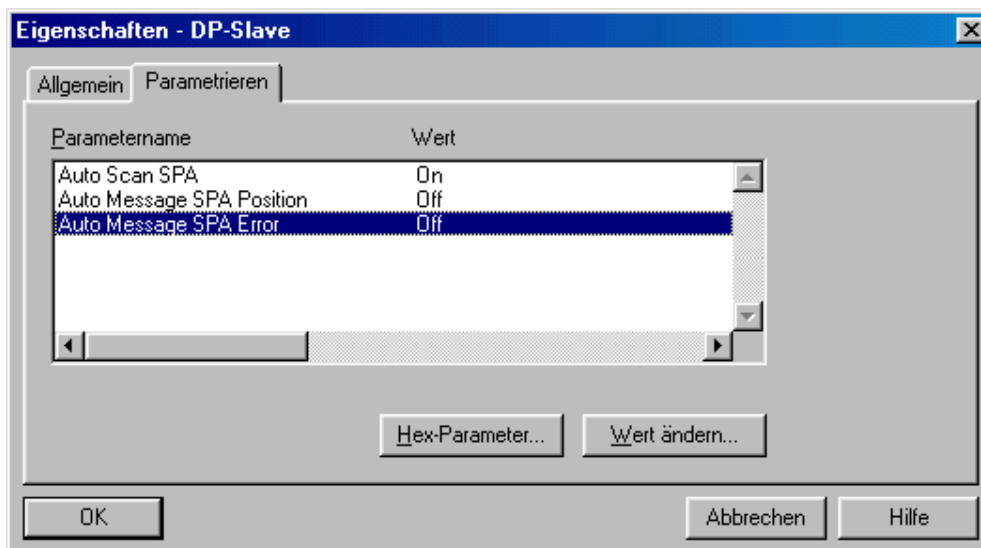 Eigenschaften - DP-Slave
Allgemein Parametrieren
Parametername Wert
Auto Scan SPA On
Auto Message SPA Position Off
Auto Message SPA Error Off
Hex-Parameter... Wert ändern...
OK Abbrechen Hilfe